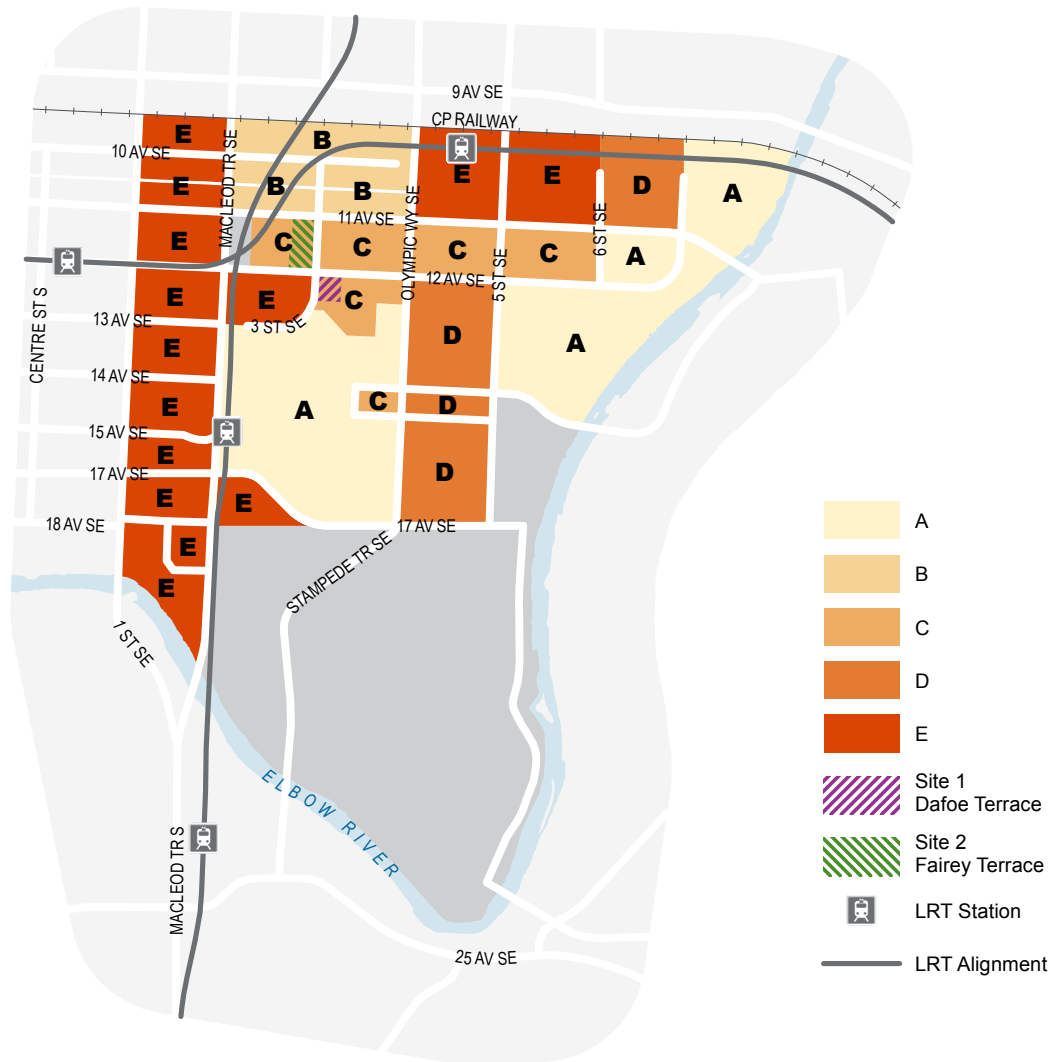 9 AV SE
CP RAILWAY
E
B
10 AV SE
MACLEOD TR SE
E
E
D
E
B
B
A
11 AV SE
OLYMPIC WY SE
6 ST SE
E
C
C
C
C
A
5 ST SE
12 AV SE
CENTRE ST S
E
E
C
13 AV SE
3 ST SE
D
A
E
14 AV SE
E
A
C
D
15 AV SE
E
17 AV SE
D
E
E
18 AV SE
17 AV SE
E
STAMPEDE TR SE
E
1 ST SE
ELBOW RIVER
MACLEOD TR S
25 AV SE
A
B
C
D
E
Site 1
Dafoe Terrace
Site 2
Fairey Terrace
LRT Station
LRT Alignment